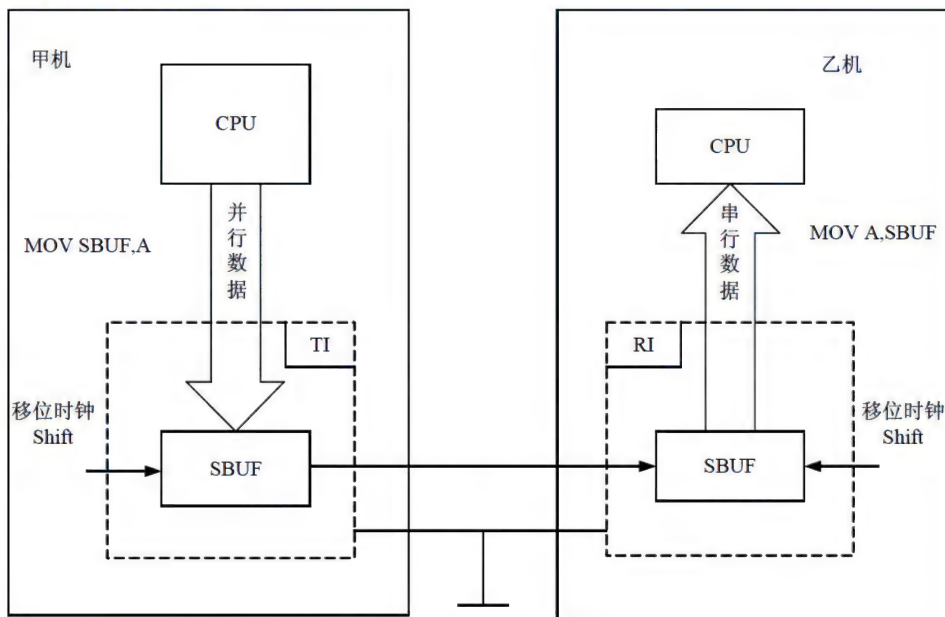 甲机
CPU
MOV SBUF,A
并行数据
TI
移位时钟
Shift
SBUF
乙机
CPU
串行数据
MOV A,SBUF
RI
SBUF
移位时钟
Shift